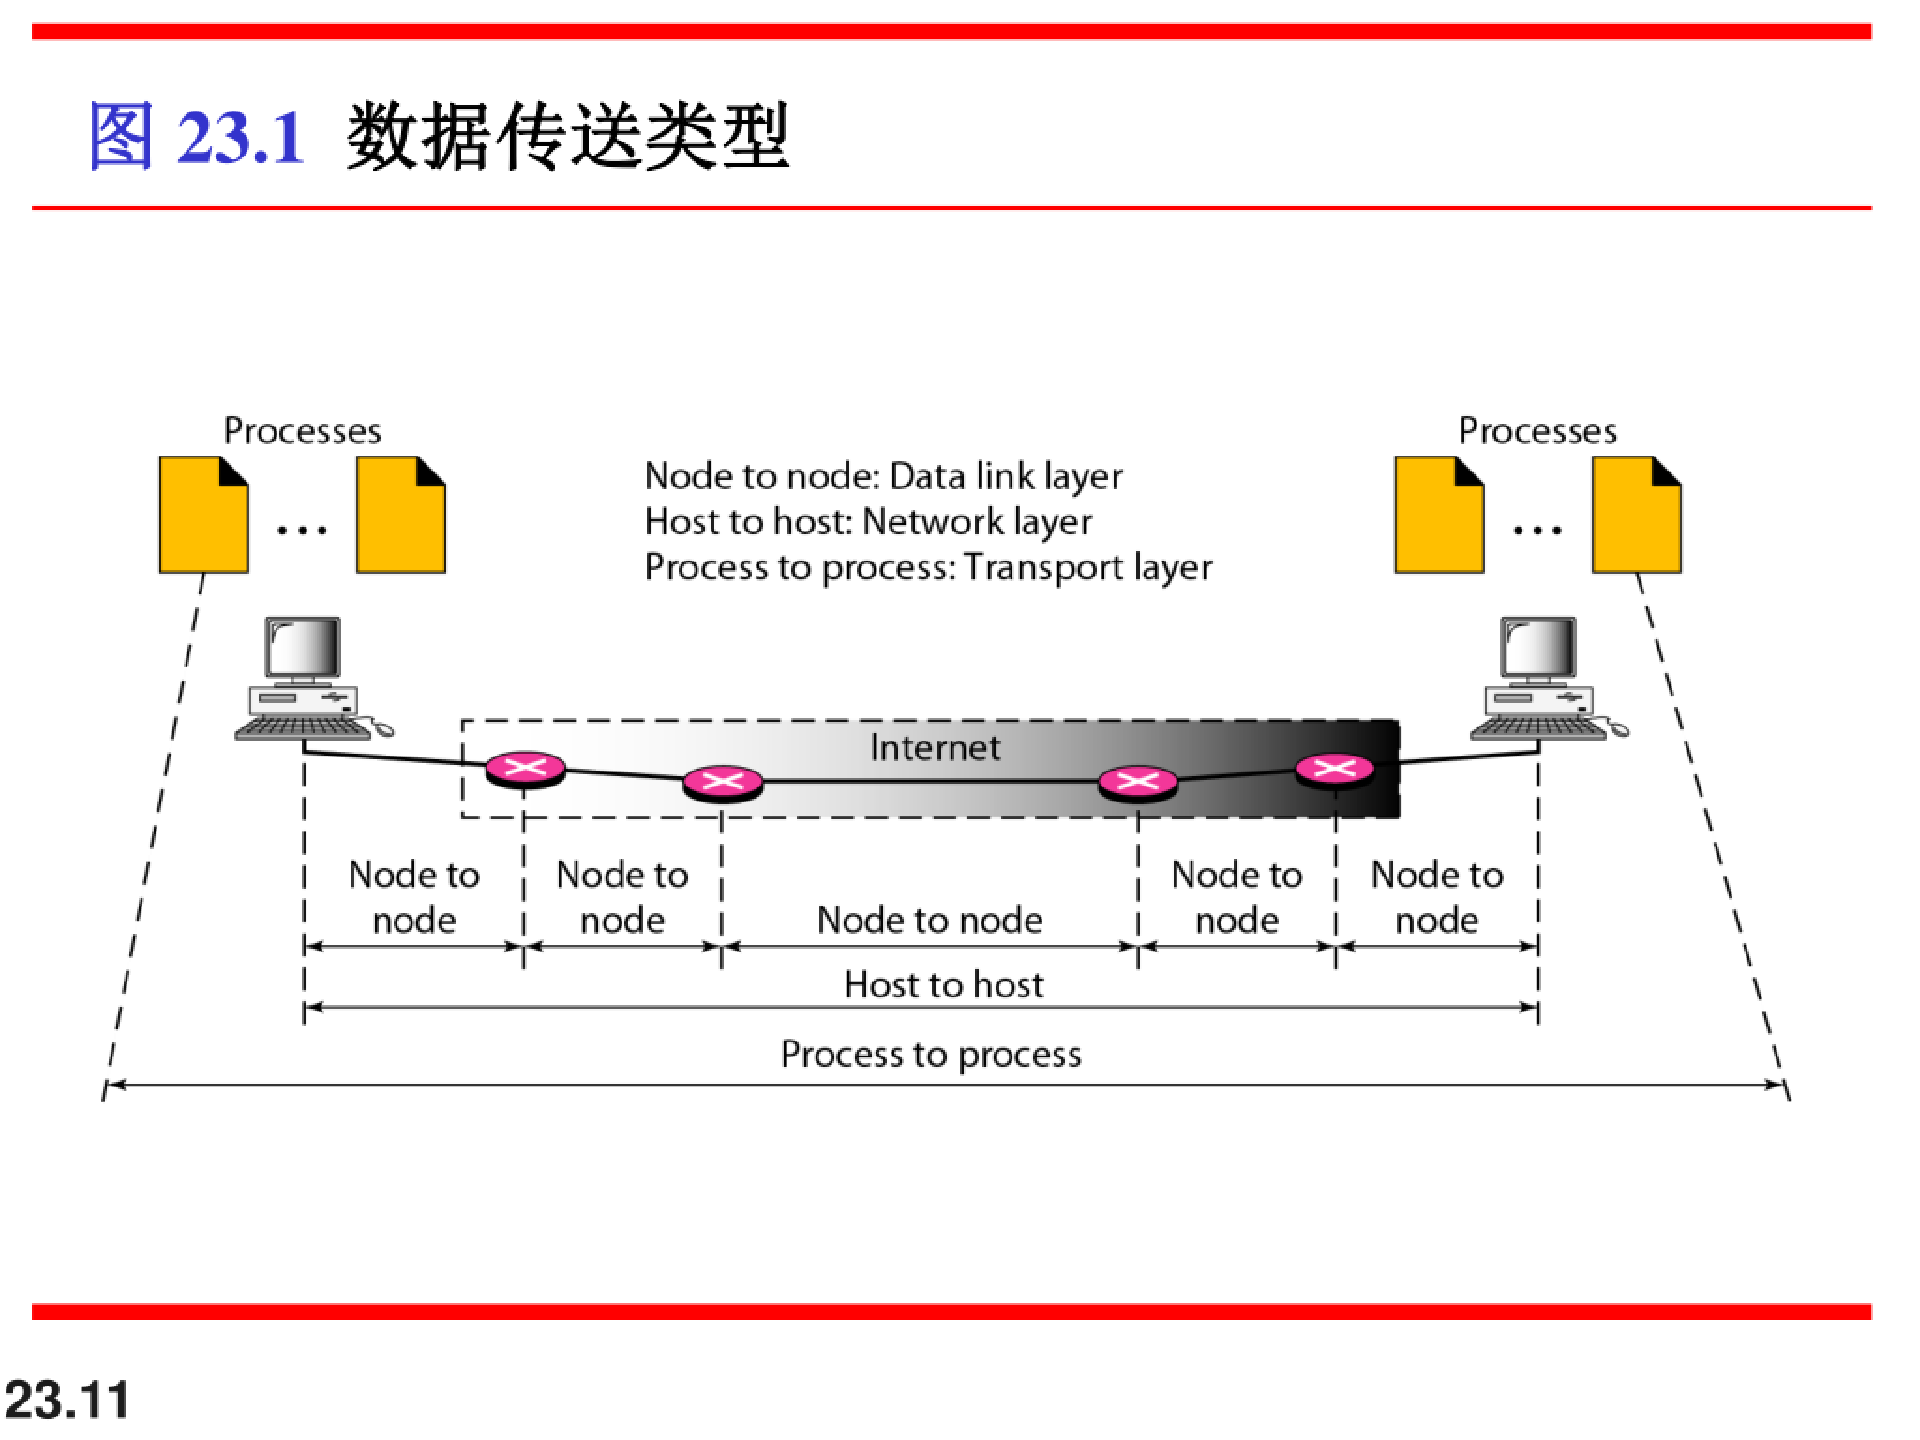 图 23.1 数据传送类型
Processes
Processes
Node to node: Data link layer
Host to host: Network layer
Process to process: Transport layer
Internet
Node to
node
Node to
node
Node to node
Node to
node
Node to
node
Host to host
Process to process
23.11